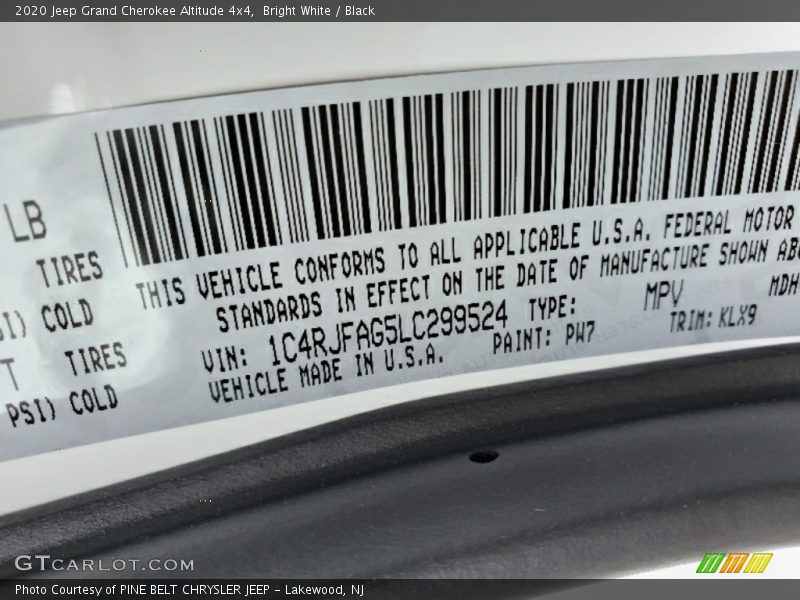 2020 Jeep Grand Cherokee Altitude 4x4,  Bright White / Black
LB
TIRES
SI) COLD
T TIRES
PSI) COLD
THIS VEHICLE CONFORMS TO ALL APPLICABLE U.S.A. FEDERAL MOTOR
STANDARDS IN EFFECT ON THE DATE OF MANUFACTURE SHOWN ABO
VIN: 1C4RJFAG5LC299524 TYPE: MPV MDH
VEHICLE MADE IN U.S.A. PAINT: PW7 TRIM: KLX9
GTCARLOT.COM
Photo Courtesy of PINE BELT CHRYSLER JEEP - Lakewood, NJ